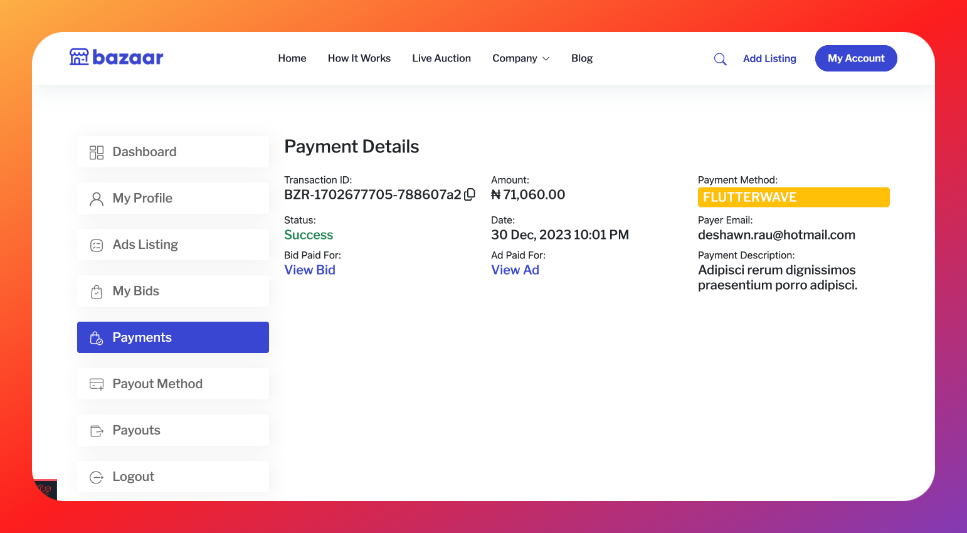 bazaar
Home How It Works Live Auction Company Blog Add Listing My Account
Dashboard
My Profile
Ads Listing
My Bids
Payments
Payout Method
Payouts
Logout
Payment Details
Transaction ID: Amount: Payment Method:
BZR-1702677705-788607a2 ₦ 71,060.00 FLUTTERWAVE
Status: Date: Payer Email:
Success 30 Dec, 2023 10:01 PM deshawn.rau@hotmail.com
Bid Paid For: Ad Paid For: Payment Description:
View Bid View Ad Adipisci rerum dignissimos
praesentium porro adipisci.